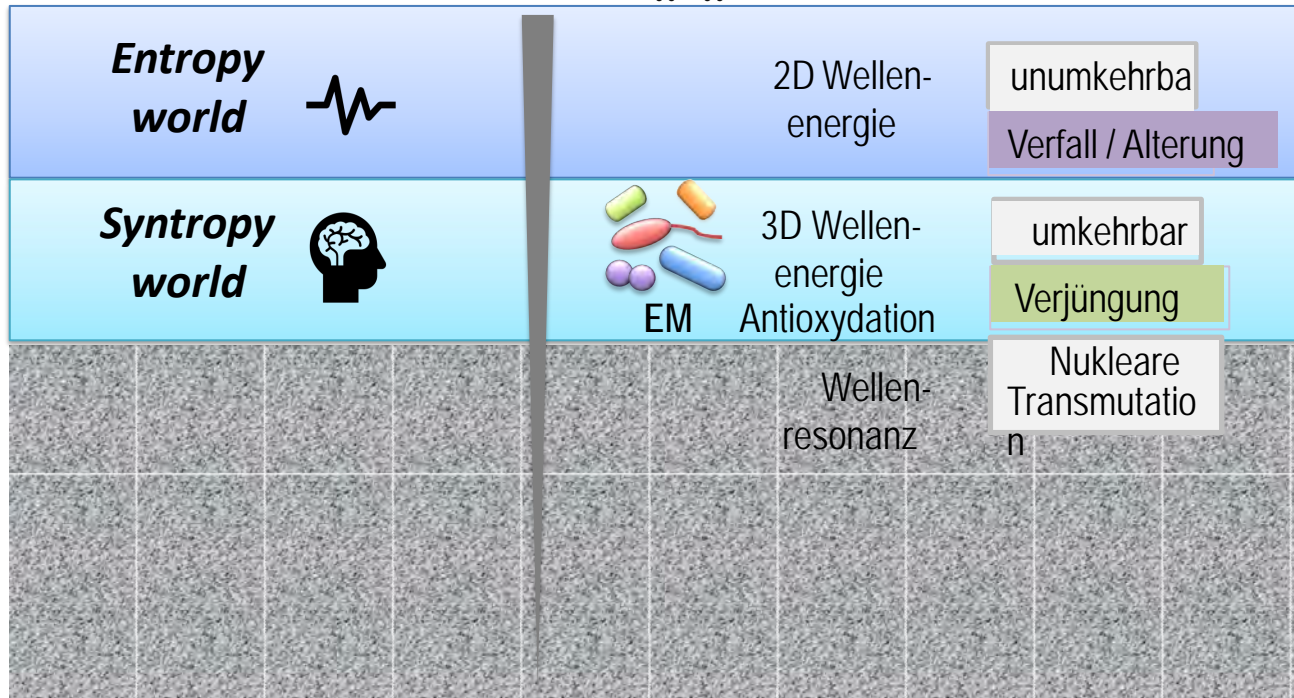 Entropy
world
2D Wellen-
energie
unumkehrba
Verfall / Alterung
Syntropy
world
EM
3D Wellen-
energie
Antioxydation
umkehrbar
Verjüngung
Wellen-
resonanz
Nukleare
Transmutatio
n